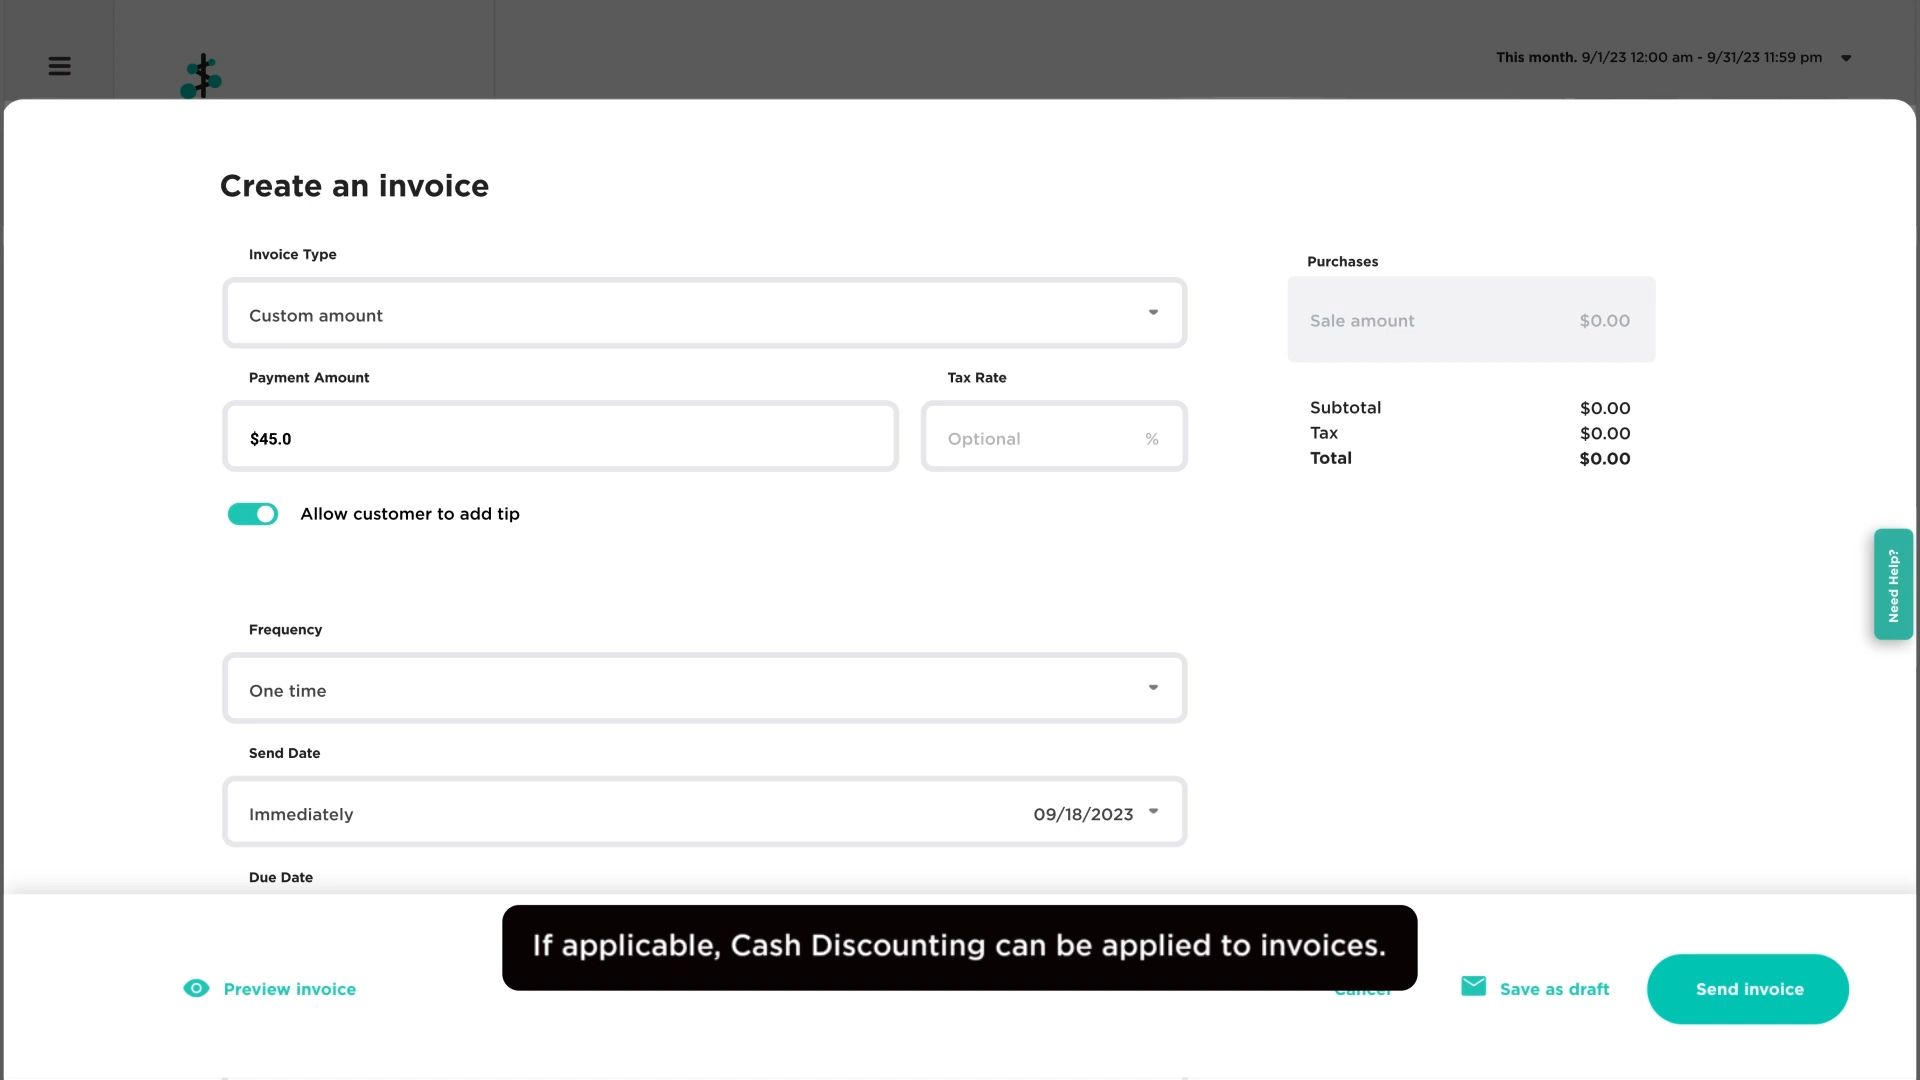 This month. 9/1/23 12:00 am - 9/31/23 11:59 pm
Create an invoice
Invoice Type
Custom amount
Payment Amount
$45.0
Tax Rate
Optional %
Allow customer to add tip
Frequency
One time
Send Date
Immediately 09/18/2023
Due Date
Purchases
Sale amount $0.00
Subtotal $0.00
Tax $0.00
Total $0.00
Need Help?
If applicable, Cash Discounting can be applied to invoices.
Preview invoice
Cancel
Save as draft
Send invoice